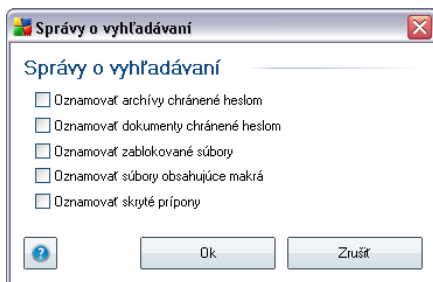 Správy o vyhľadávaní
Správy o vyhľadávaní
Oznamovať archívy chránené heslom
Oznamovať dokumenty chránené heslom
Oznamovať zablokované súbory
Oznamovať súbory obsahujúce makrá
Oznamovať skryté prípony
?
Ok
Zrušiť